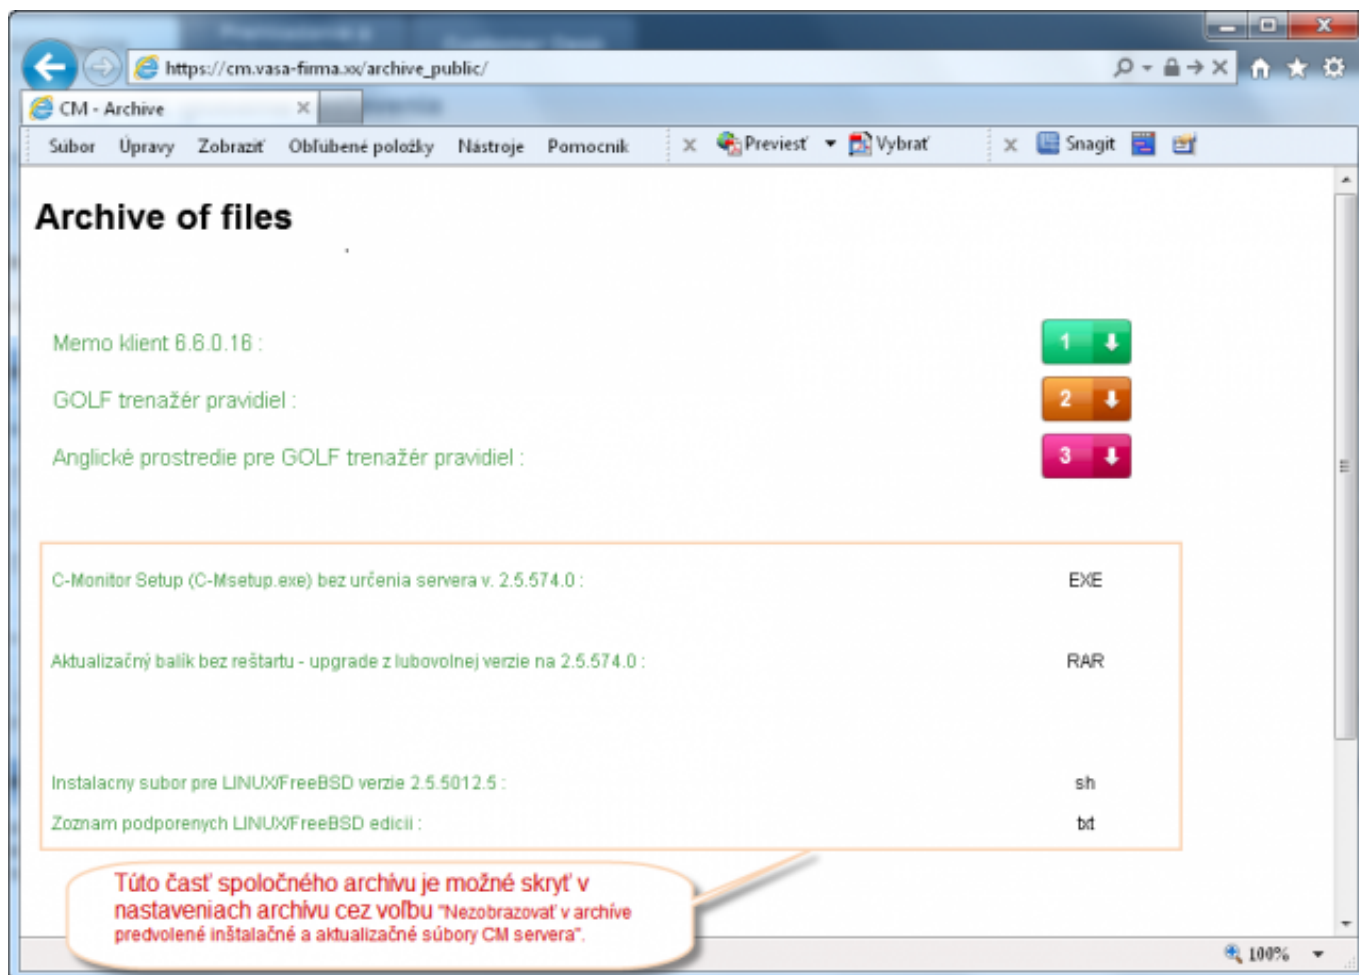 https://cm.vasa-firma.xx/archive_public/
CM - Archive
Súbor Úpravy Zobraziť Obľúbené položky Nástroje Pomocník Previesť Vybrať Snagit
Archive of files
Memo klient 6.6.0.16 : 1
GOLF trenažér pravidiel : 2
Anglické prostredie pre GOLF trenažér pravidiel : 3
C-Monitor Setup (C-Msetup.exe) bez určenia servera v. 2.5.574.0 : EXE
Aktualizačný balík bez reštartu - upgrade z lubovolnej verzie na 2.5.574.0 : RAR
Instalacny subor pre LINUX/FreeBSD verzie 2.5.5012.5 : sh
Zoznam podporenych LINUX/FreeBSD edicii : txt
Túto časť spoločného archívu je možné skryť v
nastaveniach archívu cez voľbu "Nezobrazovať v archíve
predvolené inštalačné a aktualizačné súbory CM servera".
100%